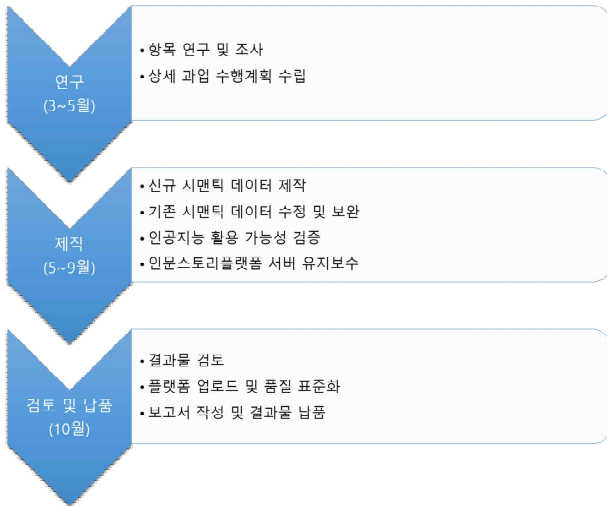 연구
(3~5월)
• 항목 연구 및 조사
• 상세 과업 수행계획 수립
제작
(5~9월)
• 신규 시맨틱 데이터 제작
• 기존 시맨틱 데이터 수정 및 보완
• 인공지능 활용 가능성 검증
• 인문스토리플랫폼 서버 유지보수
검토 및 납품
(10월)
• 결과물 검토
• 플랫폼 업로드 및 품질 표준화
• 보고서 작성 및 결과물 납품